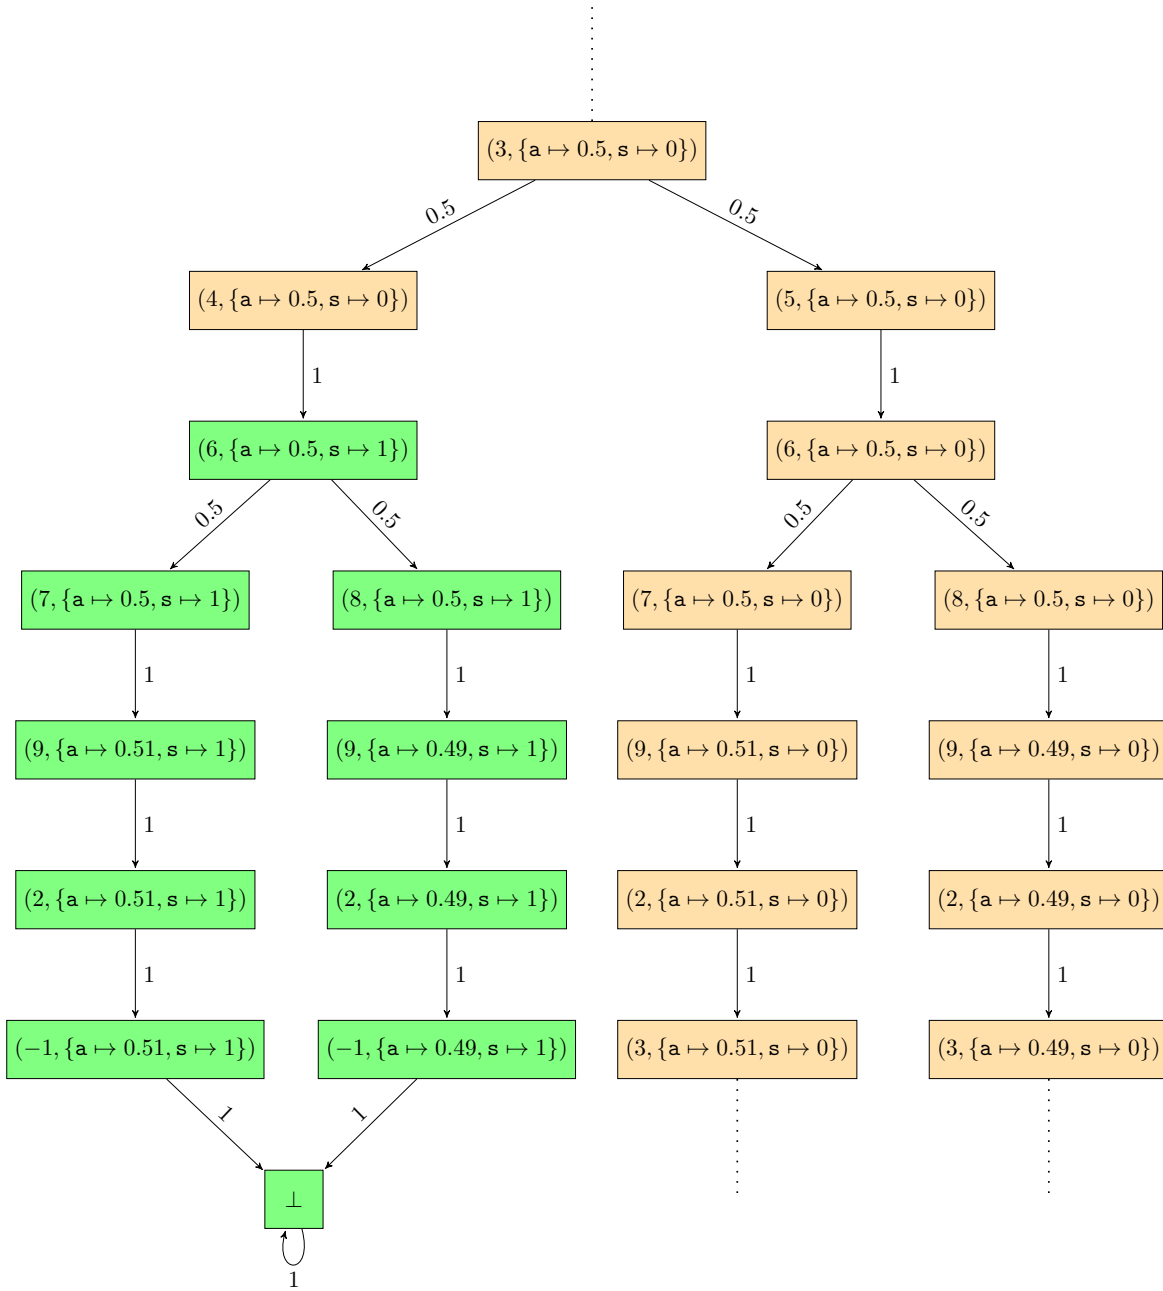 (3, {a ↦ 0.5, s ↦ 0})
0.5 0.5
(4, {a ↦ 0.5, s ↦ 0}) (5, {a ↦ 0.5, s ↦ 0})
1 1
(6, {a ↦ 0.5, s ↦ 1}) (6, {a ↦ 0.5, s ↦ 0})
0.5 0.5 0.5 0.5
(7, {a ↦ 0.5, s ↦ 1}) (8, {a ↦ 0.5, s ↦ 1}) (7, {a ↦ 0.5, s ↦ 0}) (8, {a ↦ 0.5, s ↦ 0})
1 1 1 1
(9, {a ↦ 0.51, s ↦ 1}) (9, {a ↦ 0.49, s ↦ 1}) (9, {a ↦ 0.51, s ↦ 0}) (9, {a ↦ 0.49, s ↦ 0})
1 1 1 1
(2, {a ↦ 0.51, s ↦ 1}) (2, {a ↦ 0.49, s ↦ 1}) (2, {a ↦ 0.51, s ↦ 0}) (2, {a ↦ 0.49, s ↦ 0})
1 1 1 1
(−1, {a ↦ 0.51, s ↦ 1}) (−1, {a ↦ 0.49, s ↦ 1}) (3, {a ↦ 0.51, s ↦ 0}) (3, {a ↦ 0.49, s ↦ 0})
1 1
⊥
1